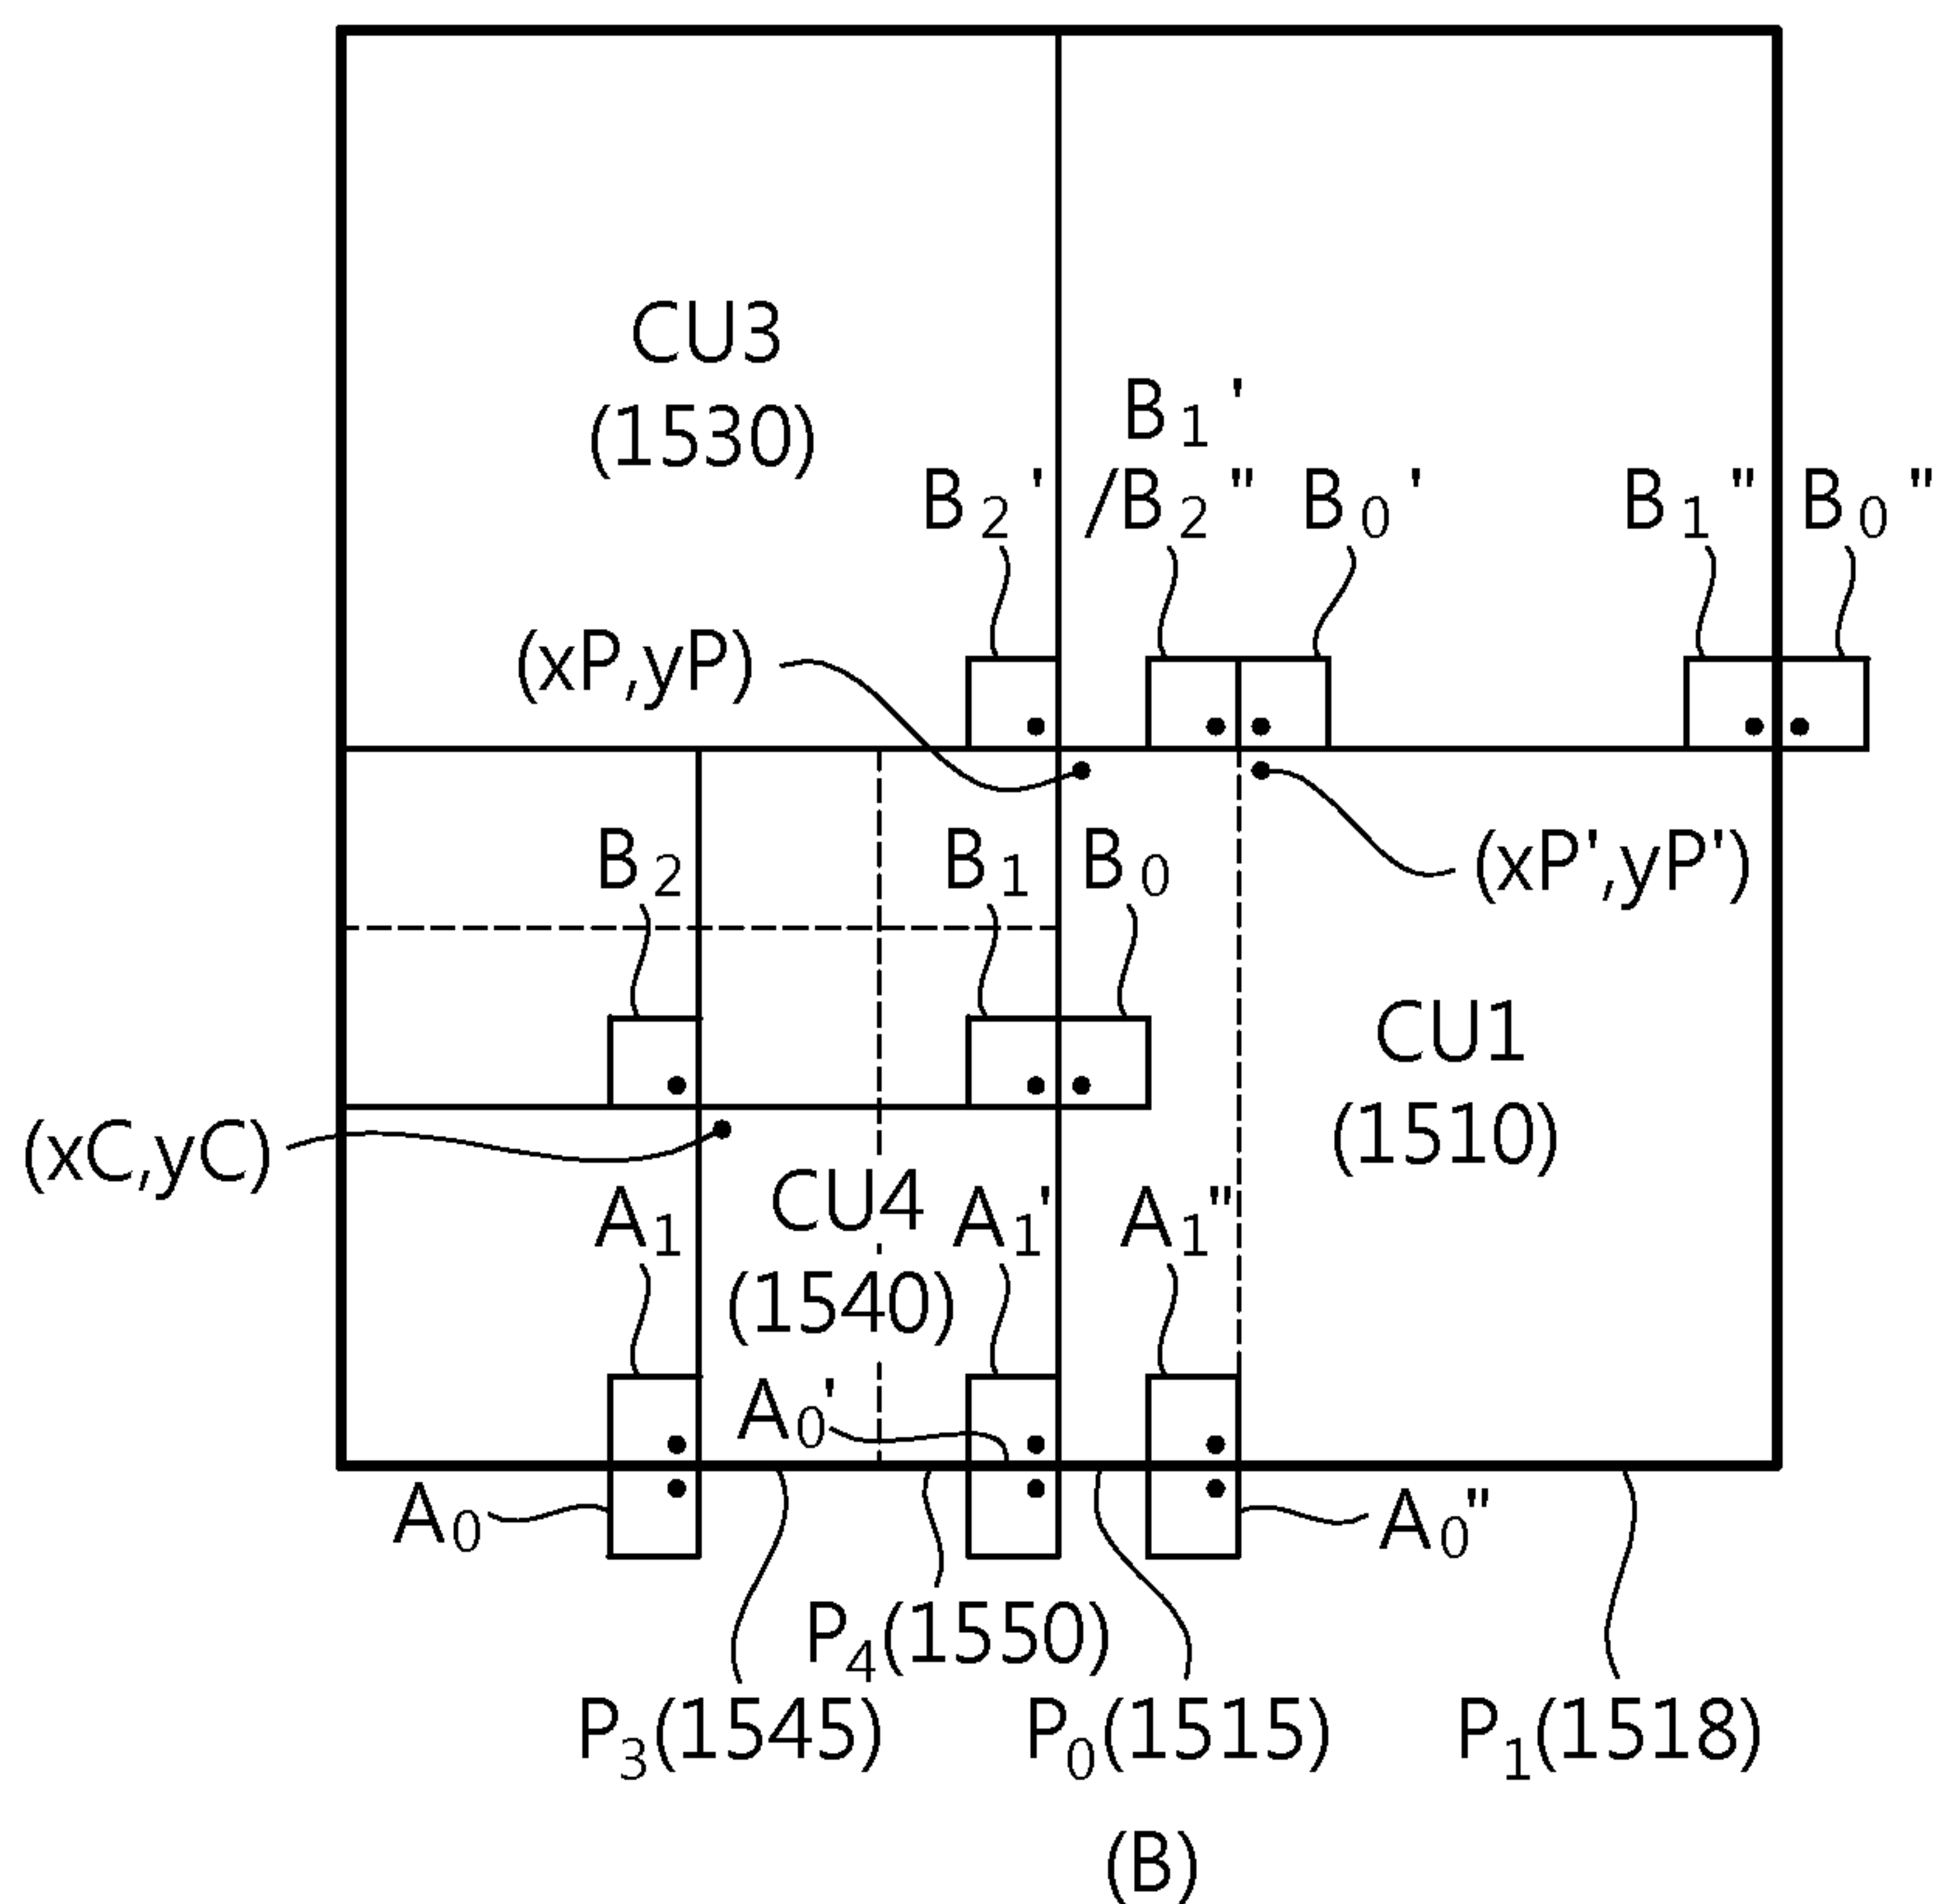 CU3
(1530)
B1'
B2' /B2" B0' B1" B0"
(xP,yP)
(xP',yP')
B2 B1 B0
CU1
(1510)
(xC,yC)
CU4
(1540)
A1 A1' A1"
A0'
A0 A0"
P4(1550)
P3(1545) P0(1515) P1(1518)
(B)